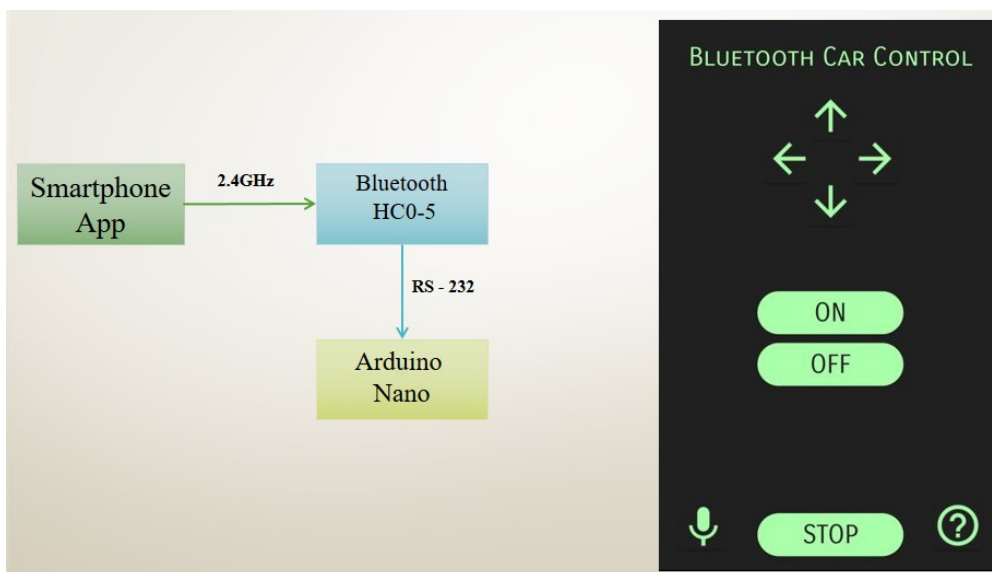 Smartphone
App
2.4GHz
Bluetooth
HC0-5
RS - 232
Arduino
Nano
BLUETOOTH CAR CONTROL
ON
OFF
STOP
?